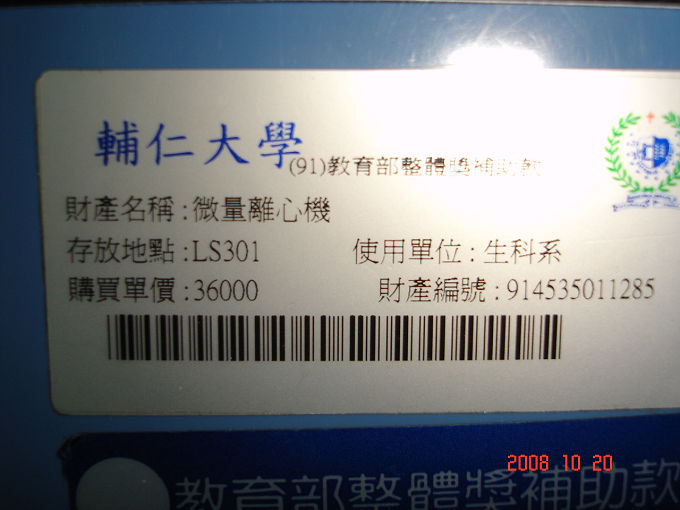 輔仁大學 (91)教育部整體獎補助款
財產名稱 : 微量離心機
存放地點 : LS301 使用單位 : 生科系
購買單價 : 36000 財產編號 : 914535011285
教育部整體獎補助款
2008 10 20